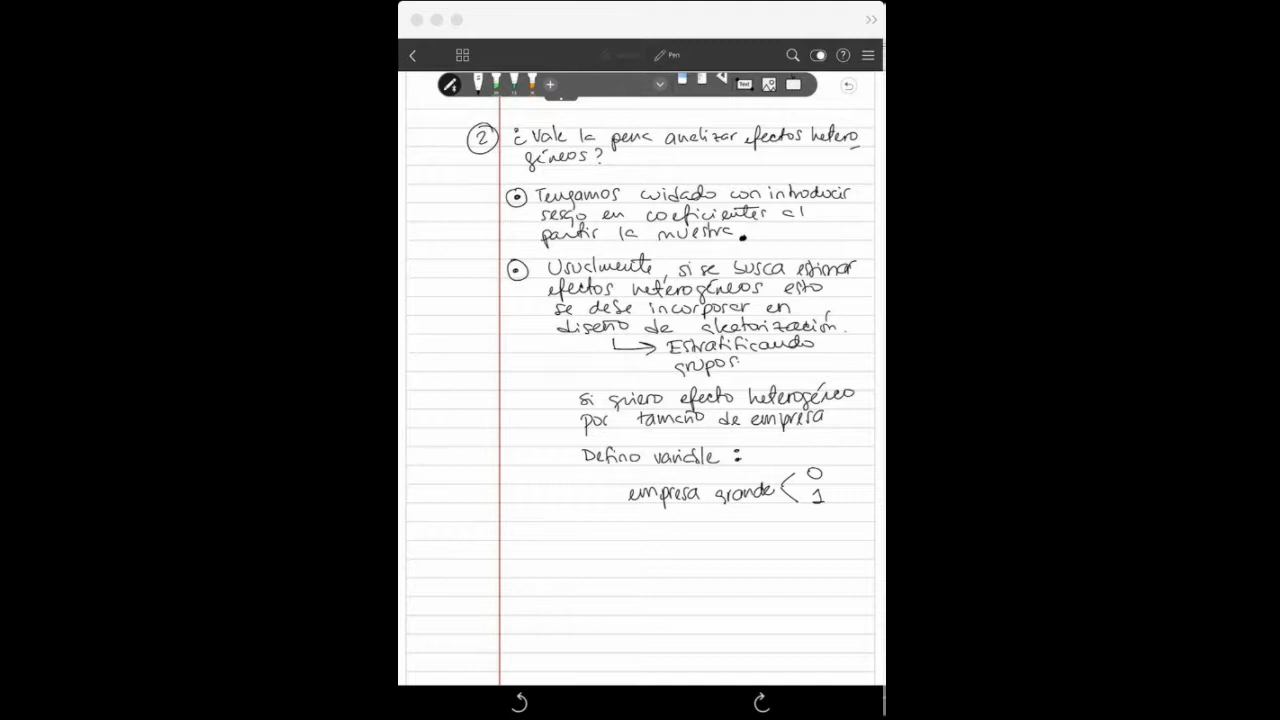 Pen
Text
2 ¿Vale la pena analizar efectos hetero
géneos?
Tengamos cuidado con introducir
sesgo en coeficientes al
partir la muestra.
Usualmente, si se busca estimar
efectos heterogéneos esto
se debe incorporar en
diseño de aleatorización.
Estratificando
grupos.
si quiero efecto heterogéneo
por tamaño de empresa
Defino variable :
empresa grande < 0
1